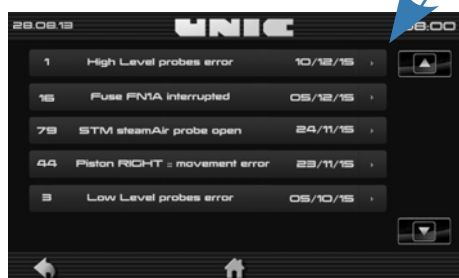 28.08.13 UNIC 08:00
1 High Level probes error 10/12/15
16 Fuse FN1A interrupted 05/12/15
79 STM steamAir probe open 24/11/15
44 Piston RIGHT :: movement error 23/11/15
3 Low Level probes error 05/10/15